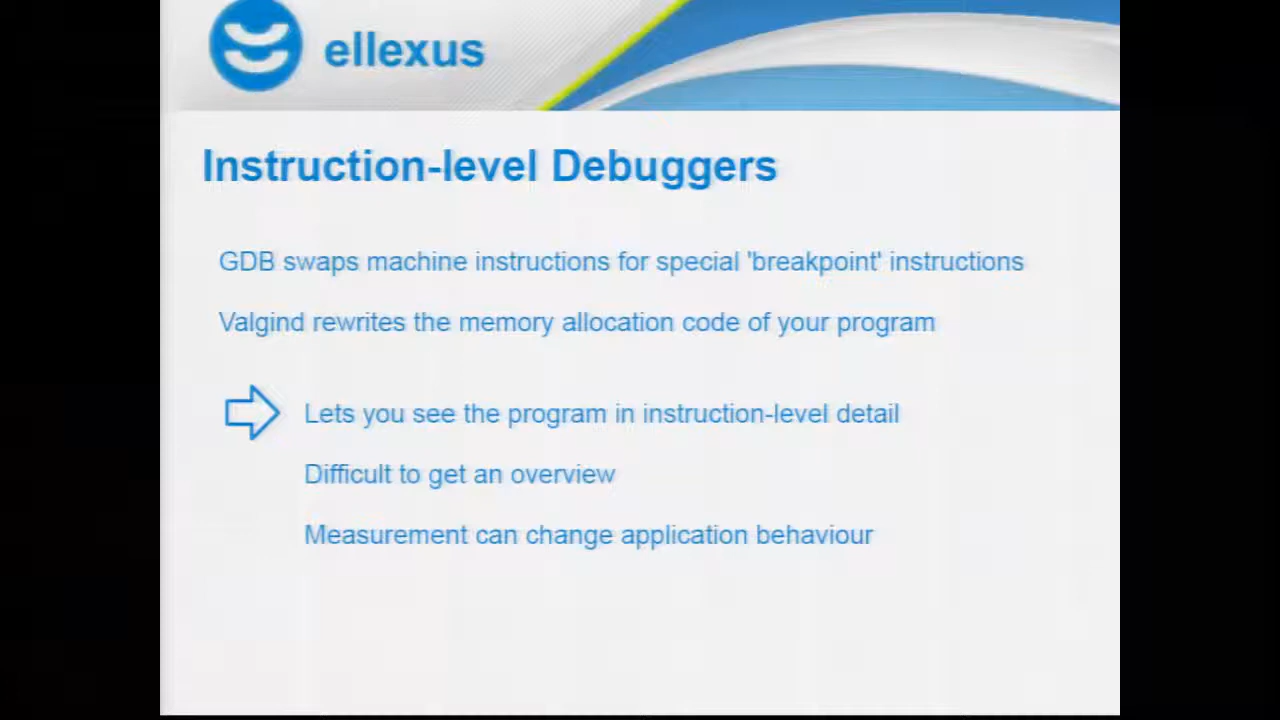 ellexus
Instruction-level Debuggers
GDB swaps machine instructions for special 'breakpoint' instructions
Valgind rewrites the memory allocation code of your program
Lets you see the program in instruction-level detail
Difficult to get an overview
Measurement can change application behaviour